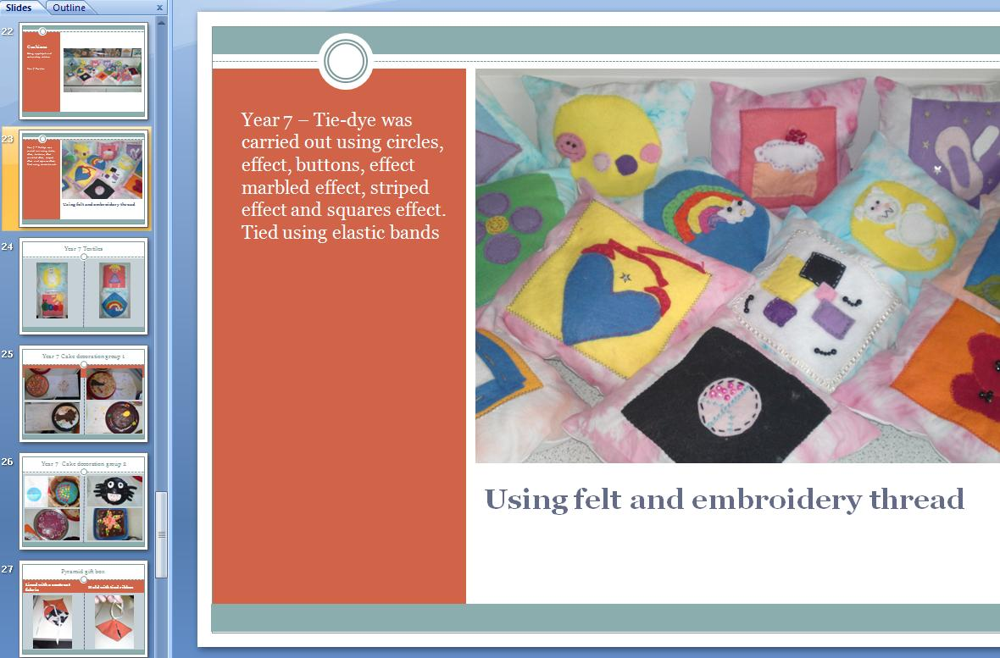 Slides Outline x
22
Cushions
23
Using felt and embroidery thread
24
Year 7 Textiles
25
Year 7 Cake decoration group 1
26
Year 7 Cake decoration group 2
27
Pyramid gift box
Year 7 – Tie-dye was
carried out using circles,
effect, buttons, effect
marbled effect, striped
effect and squares effect.
Tied using elastic bands
Using felt and embroidery thread